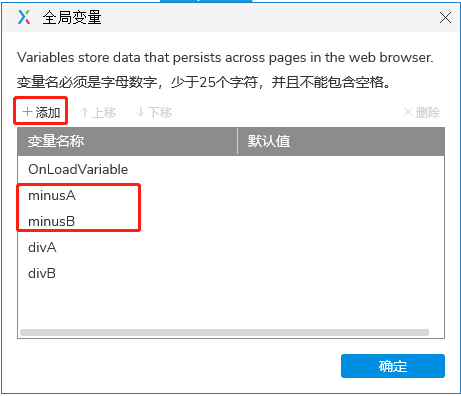 全局变量
Variables store data that persists across pages in the web browser.
变量名必须是字母数字，少于25个字符，并且不能包含空格。
添加 上移 下移 删除
变量名称 默认值
OnLoadVariable
minusA
minusB
divA
divB
确定